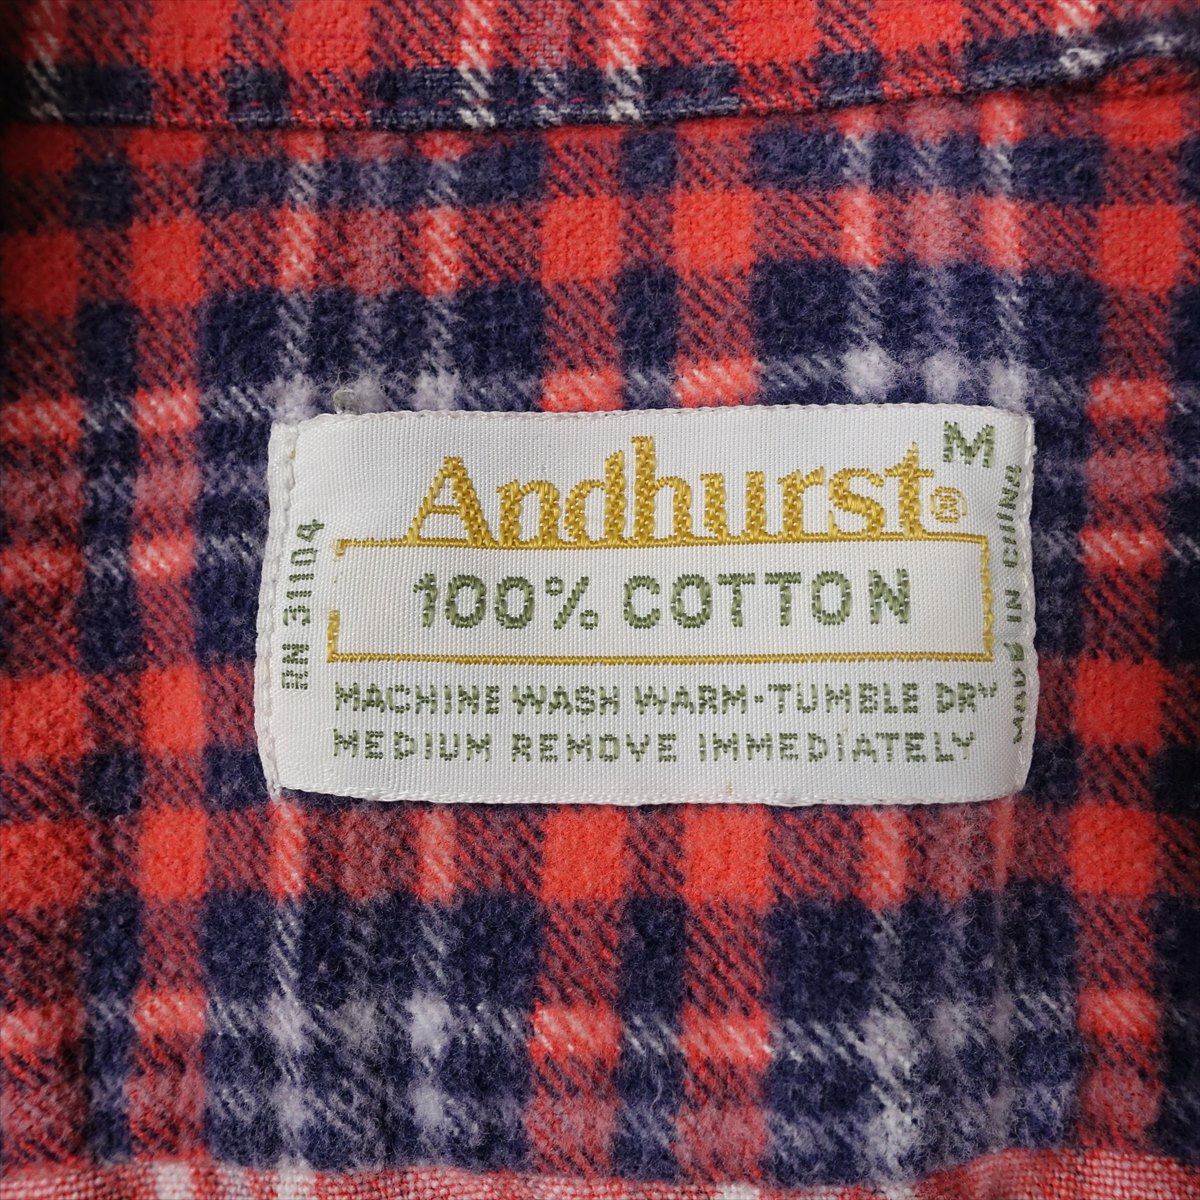 Andhurst®
M
100% COTTON
MACHINE WASH WARM-TUMBLE DRY
MEDIUM REMOVE IMMEDIATELY
RN 31104
MADE IN CHINA